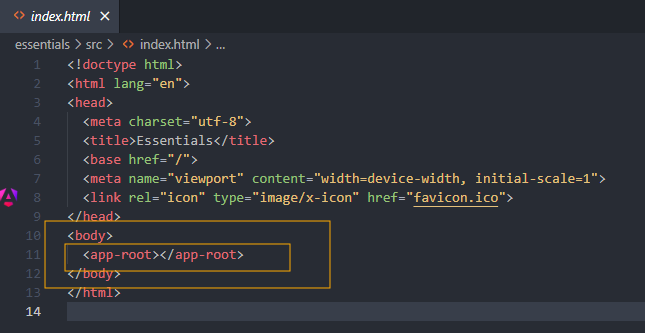 <> index.html ×
essentials > src > <> index.html > ...
1 <!doctype html>
2 <html lang="en">
3 <head>
4   <meta charset="utf-8">
5   <title>Essentials</title>
6   <base href="/">
7   <meta name="viewport" content="width=device-width, initial-scale=1">
8   <link rel="icon" type="image/x-icon" href="favicon.ico">
9 </head>
10 <body>
11   <app-root></app-root>
12 </body>
13 </html>
14